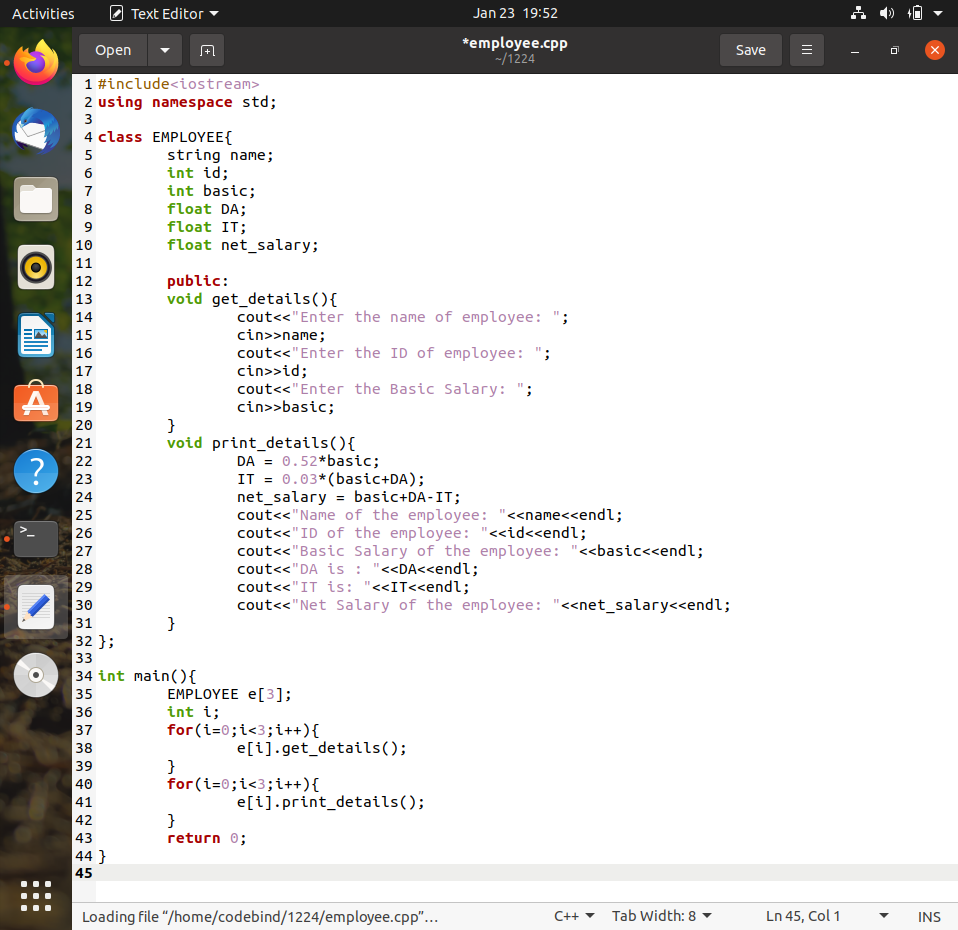 Activities Text Editor Jan 23 19:52
Open *employee.cpp Save
~/1224
1 #include<iostream>
2 using namespace std;
3
4 class EMPLOYEE{
5 string name;
6 int id;
7 int basic;
8 float DA;
9 float IT;
10 float net_salary;
11
12 public:
13 void get_details(){
14 cout<<"Enter the name of employee: ";
15 cin>>name;
16 cout<<"Enter the ID of employee: ";
17 cin>>id;
18 cout<<"Enter the Basic Salary: ";
19 cin>>basic;
20 }
21 void print_details(){
22 DA = 0.52*basic;
23 IT = 0.03*(basic+DA);
24 net_salary = basic+DA-IT;
25 cout<<"Name of the employee: "<<name<<endl;
26 cout<<"ID of the employee: "<<id<<endl;
27 cout<<"Basic Salary of the employee: "<<basic<<endl;
28 cout<<"DA is : "<<DA<<endl;
29 cout<<"IT is: "<<IT<<endl;
30 cout<<"Net Salary of the employee: "<<net_salary<<endl;
31 }
32 };
33
34 int main(){
35 EMPLOYEE e[3];
36 int i;
37 for(i=0;i<3;i++){
38 e[i].get_details();
39 }
40 for(i=0;i<3;i++){
41 e[i].print_details();
42 }
43 return 0;
44 }
45
Loading file “/home/codebind/1224/employee.cpp”… C++ Tab Width: 8 Ln 45, Col 1 INS